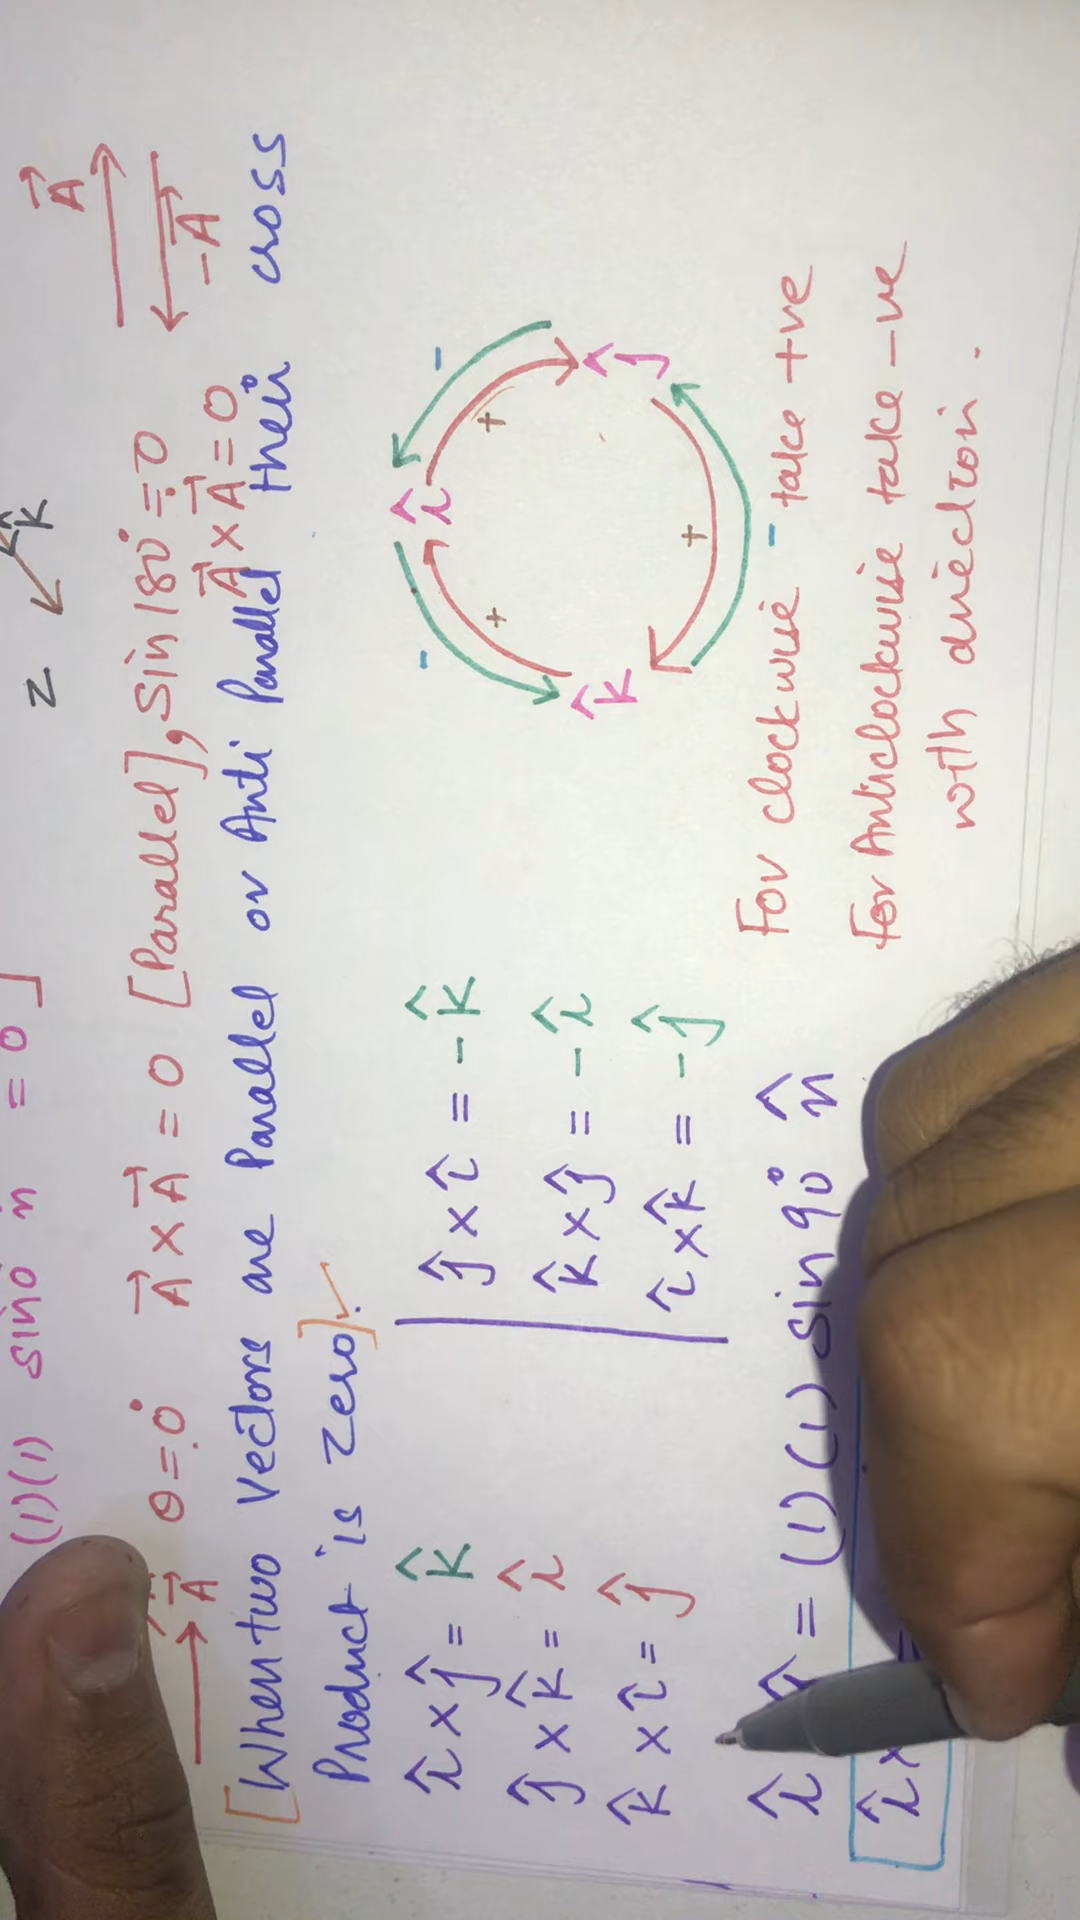 (1)(1) sin0° n̂ = 0]
Z k̂
A⃗
-A⃗
A⃗ θ=0° A⃗ × A⃗ = 0 [Parallel], Sin 180° = 0
A⃗ × A⃗ = 0
[When two vectors are Parallel or Anti Parallel their cross
Product is zero].
î × ĵ = k̂
ĵ × k̂ = î
k̂ × î = ĵ
ĵ × î = -k̂
k̂ × ĵ = -î
î × k̂ = -ĵ
î
ĵ
k̂
+
+
+
-
-
-
For clockwise take +ve
for Anticlockwise take -ve
with direction.
î = (1)(1) sin 90° n̂
î ×